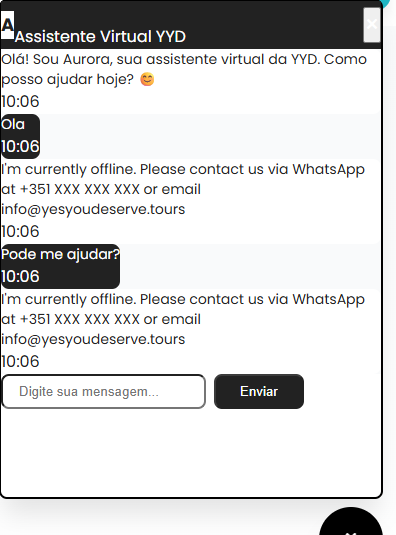 A
Assistente Virtual YYD
×
Olá! Sou Aurora, sua assistente virtual da YYD. Como
posso ajudar hoje? 😊
10:06
Ola
10:06
I'm currently offline. Please contact us via WhatsApp
at +351 XXX XXX XXX or email
info@yesyoudeserve.tours
10:06
Pode me ajudar?
10:06
I'm currently offline. Please contact us via WhatsApp
at +351 XXX XXX XXX or email
info@yesyoudeserve.tours
10:06
Digite sua mensagem...
Enviar